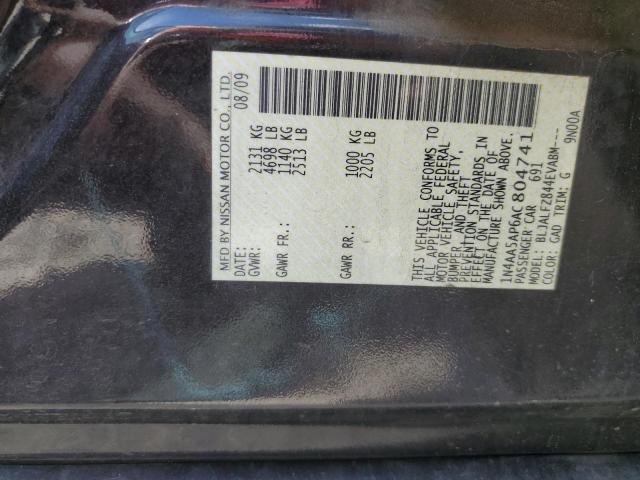 MFD BY NISSAN MOTOR CO., LTD.
DATE: 08/09
GVWR: 2131 KG
4698 LB
GAWR FR.: 1140 KG
2513 LB
GAWR RR.: 1000 KG
2205 LB
THIS VEHICLE CONFORMS TO
ALL APPLICABLE FEDERAL
MOTOR VEHICLE SAFETY,
BUMPER, AND THEFT
PREVENTION STANDARDS IN
EFFECT ON THE DATE OF
MANUFACTURE SHOWN ABOVE.
1N4AA5AP6AC804741
PASSENGER CAR 691
MODEL: BLJALFZ844EVABM---
COLOR: GAD TRIM: G 9N00A